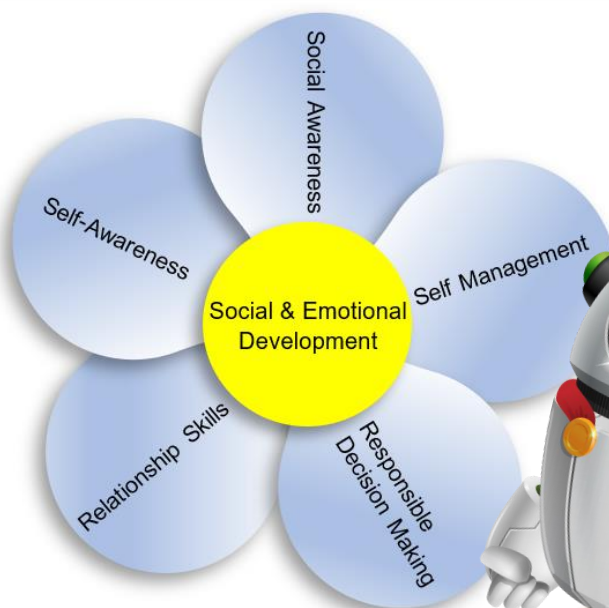 Social Awareness
Self-Awareness
Self Management
Social & Emotional
Development
Relationship Skills
Responsible
Decision Making